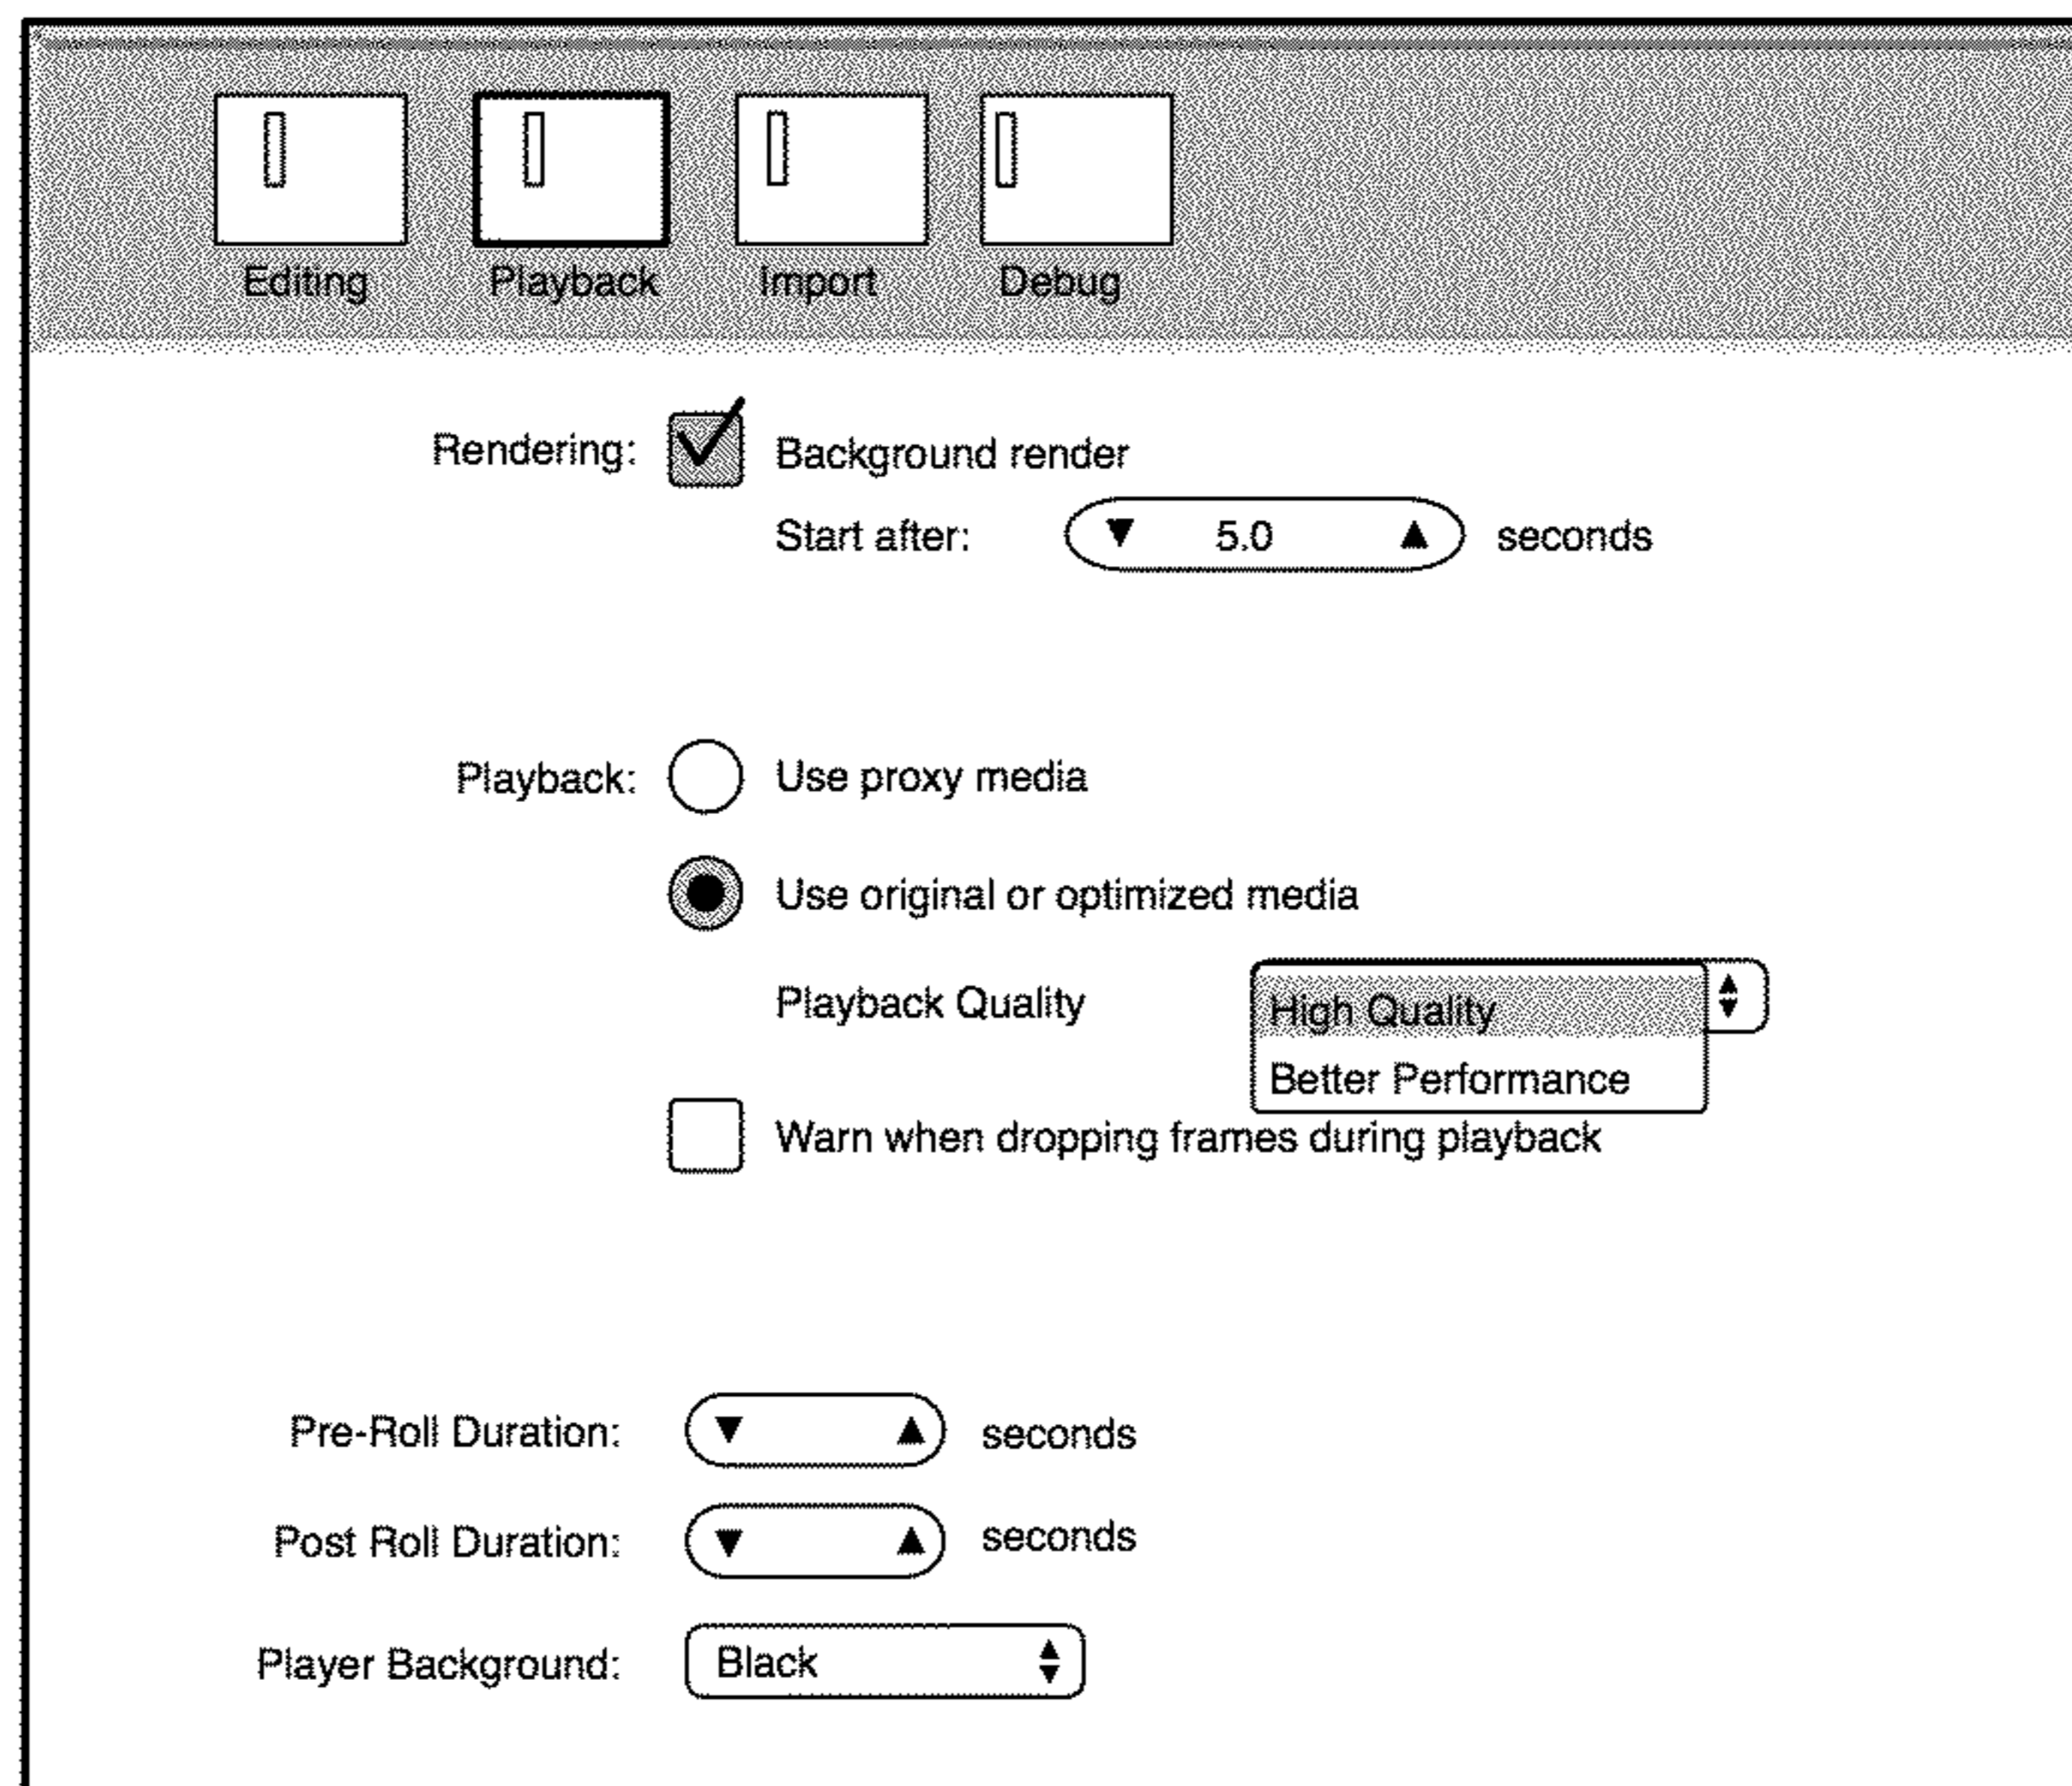 Editing Playback Import Debug
Rendering: Background render
Start after: 5.0 seconds
Playback: Use proxy media
Use original or optimized media
Playback Quality High Quality
Better Performance
Warn when dropping frames during playback
Pre-Roll Duration: seconds
Post Roll Duration: seconds
Player Background: Black